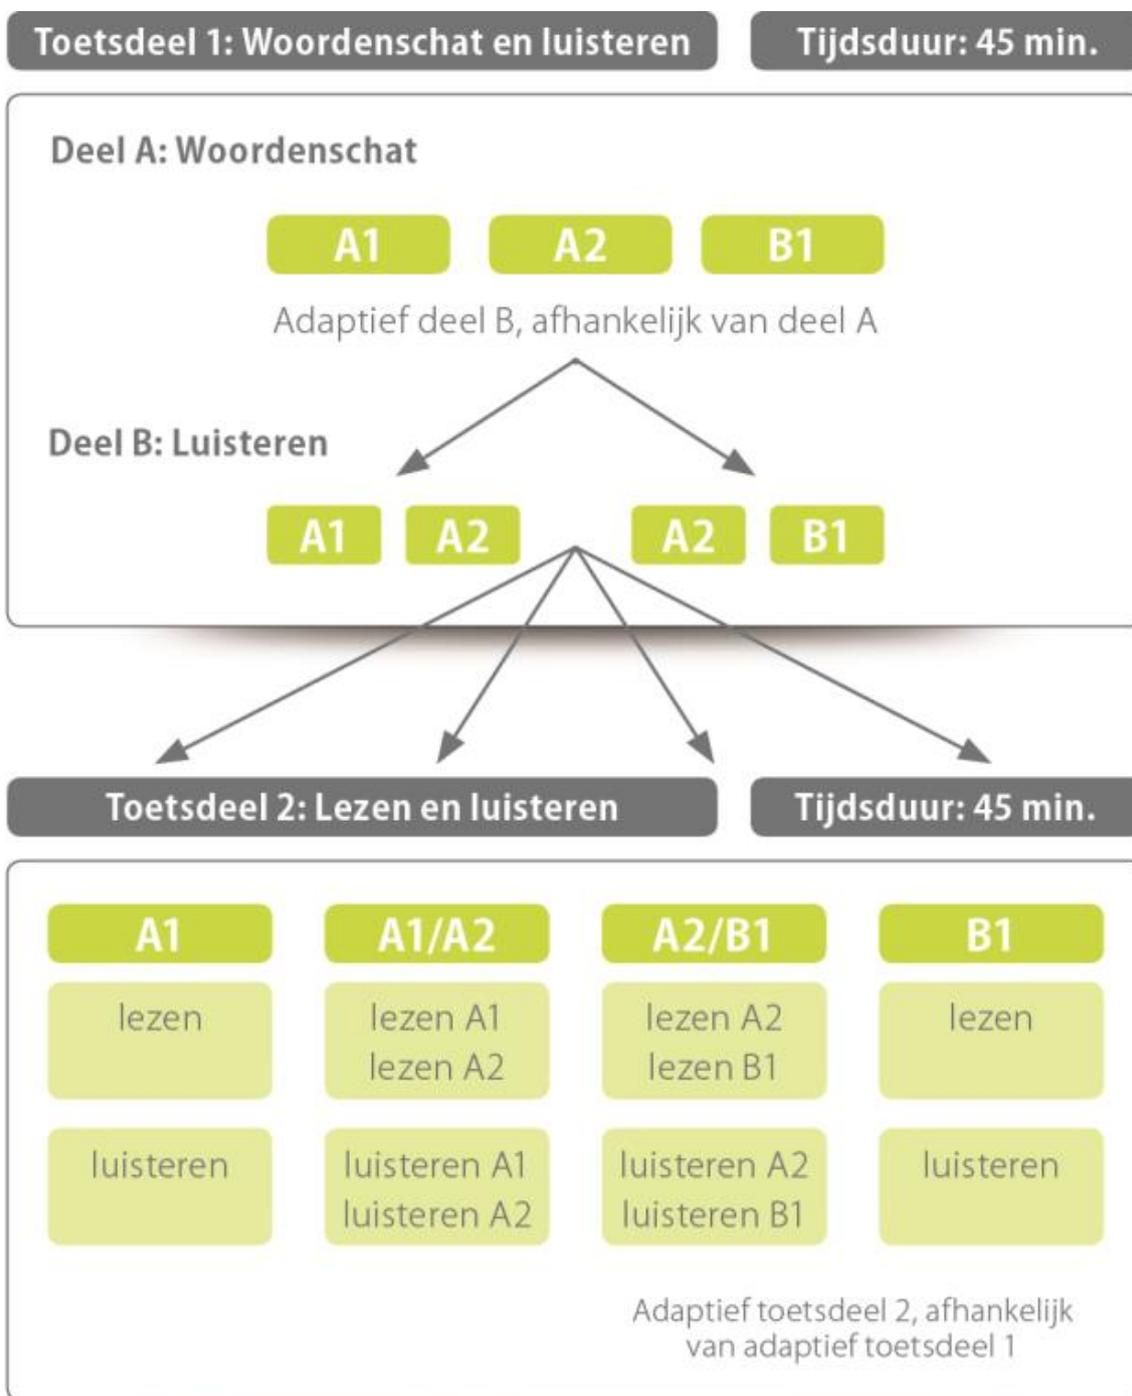 Toetsdeel 1: Woordenschat en luisteren
Tijdsduur: 45 min.
Deel A: Woordenschat
A1
A2
B1
Adaptief deel B, afhankelijk van deel A
Deel B: Luisteren
A1
A2
A2
B1
Toetsdeel 2: Lezen en luisteren
Tijdsduur: 45 min.
A1
A1/A2
A2/B1
B1
lezen
lezen A1
lezen A2
lezen A2
lezen B1
lezen
luisteren
luisteren A1
luisteren A2
luisteren A2
luisteren B1
luisteren
Adaptief toetsdeel 2, afhankelijk
van adaptief toetsdeel 1